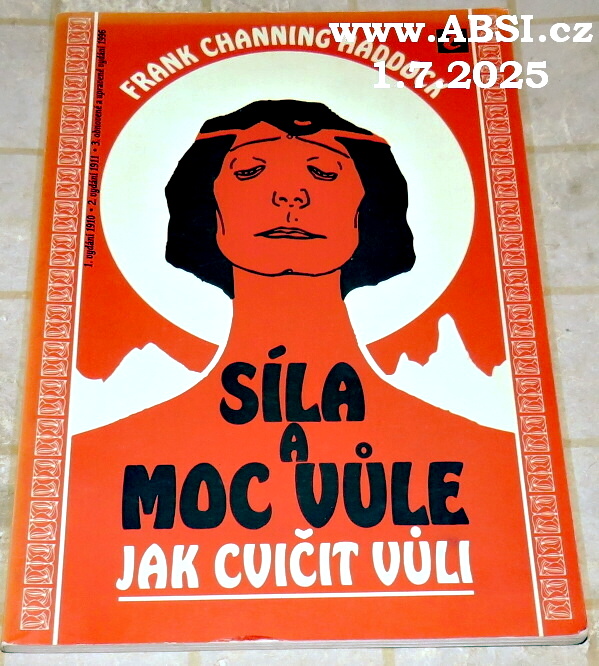 www.ABSI.cz
1.7.2025
FRANK CHANNING HADDOCK
1. vydání 1910 • 2. vydání 1911 • 3. obnovené a upravené vydání 1996
SÍLA
A
MOC VŮLE
JAK CVIČIT VŮLI